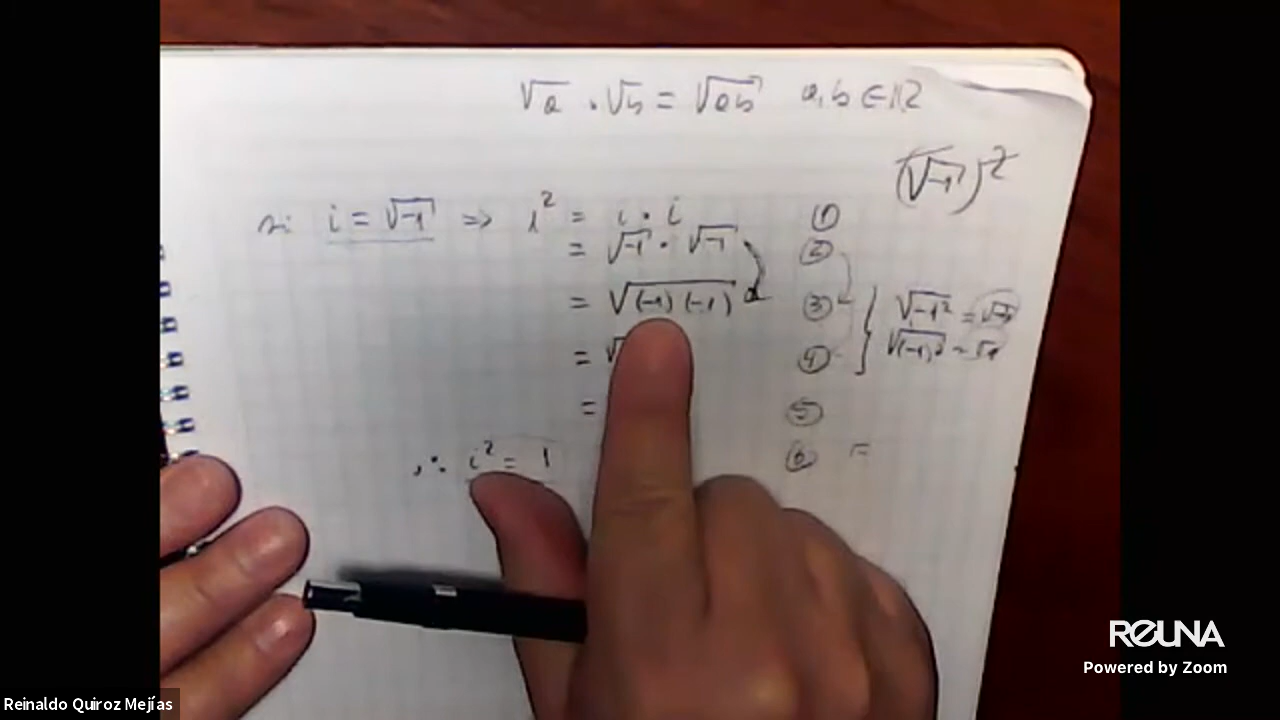 √a · √b = √ab a, b ∈ R
(√-1)²
si i = √-1 ⇒ i² = i · i ①
= √-1 · √-1 ②
= √(-1)(-1) ③
√-1² = √-1
√(-1)² = √1
= √ ④
= ⑤
∴ i² = 1 ⑥ =
REUNA
Powered by Zoom
Reinaldo Quiroz Mejías